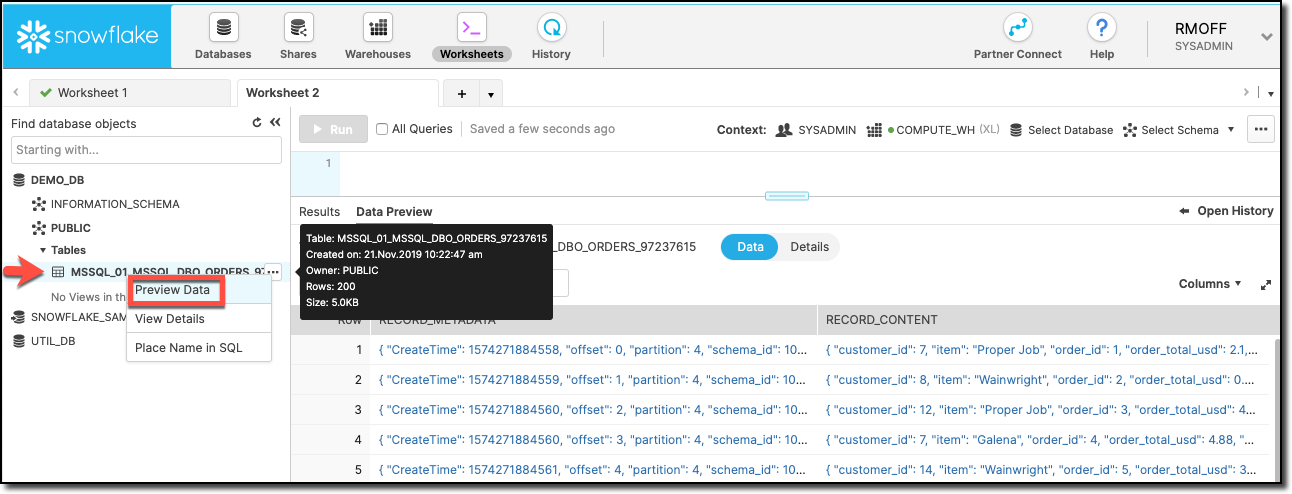 snowflake
Databases
Shares
Warehouses
Worksheets
History
Partner Connect
Help
RMOFF
SYSADMIN
Worksheet 1
Worksheet 2
Find database objects
Starting with...
DEMO_DB
INFORMATION_SCHEMA
PUBLIC
Tables
MSSQL_01_MSSQL_DBO_ORDERS_97...
Preview Data
No Views in th
View Details
SNOWFLAKE_SAM
Place Name in SQL
UTIL_DB
Run
All Queries
Saved a few seconds ago
Context: SYSADMIN COMPUTE_WH (XL) Select Database Select Schema
1
Results
Data Preview
Open History
Table: MSSQL_01_MSSQL_DBO_ORDERS_97237615
Created on: 21.Nov.2019 10:22:47 am
Owner: PUBLIC
Rows: 200
Size: 5.0KB
_DBO_ORDERS_97237615
Data
Details
Columns
Row RECORD_METADATA RECORD_CONTENT
1 { "CreateTime": 1574271884558, "offset": 0, "partition": 4, "schema_id": 10... { "customer_id": 7, "item": "Proper Job", "order_id": 1, "order_total_usd": 2.1,...
2 { "CreateTime": 1574271884559, "offset": 1, "partition": 4, "schema_id": 10... { "customer_id": 8, "item": "Wainwright", "order_id": 2, "order_total_usd": 0....
3 { "CreateTime": 1574271884560, "offset": 2, "partition": 4, "schema_id": 10... { "customer_id": 12, "item": "Proper Job", "order_id": 3, "order_total_usd": 4...
4 { "CreateTime": 1574271884560, "offset": 3, "partition": 4, "schema_id": 10... { "customer_id": 7, "item": "Galena", "order_id": 4, "order_total_usd": 4.88, "...
5 { "CreateTime": 1574271884561, "offset": 4, "partition": 4, "schema_id": 10... { "customer_id": 14, "item": "Wainwright", "order_id": 5, "order_total_usd": 3...